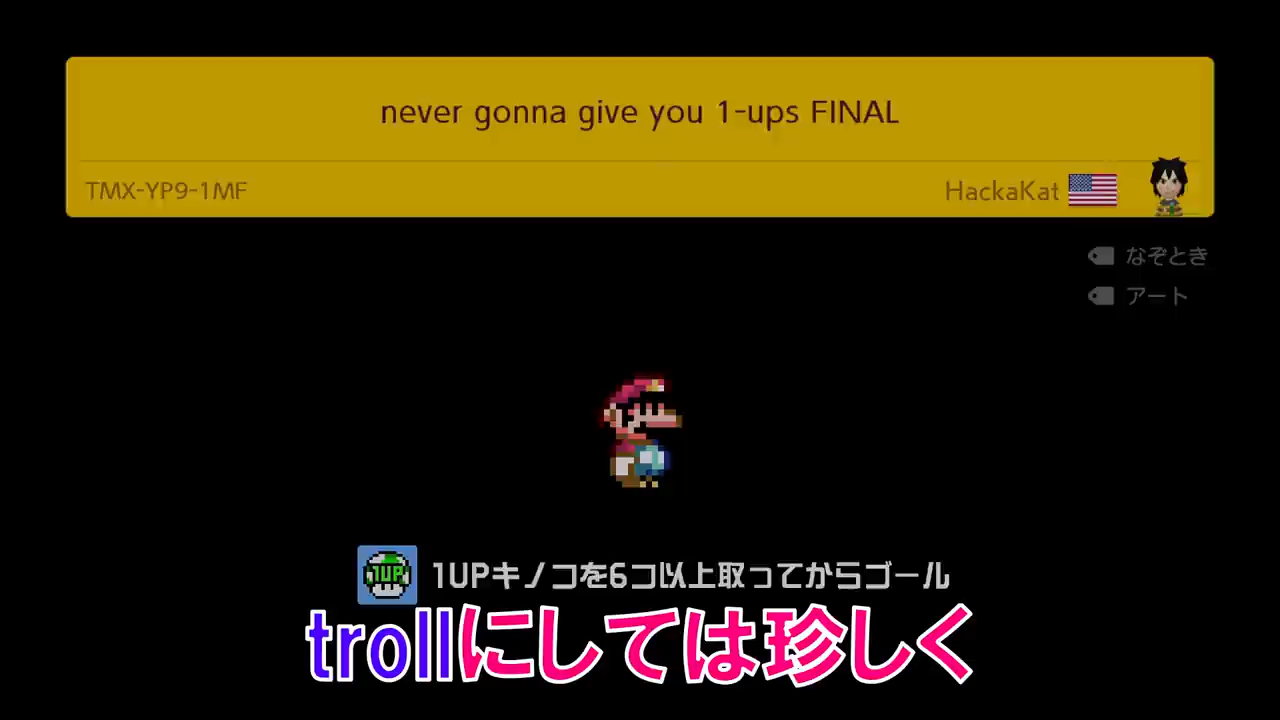 never gonna give you 1-ups FINAL
TMX-YP9-1MF
HackaKat
なぞとき
アート
1UP
1UPキノコを6コ以上取ってからゴール
trollにしては珍しく